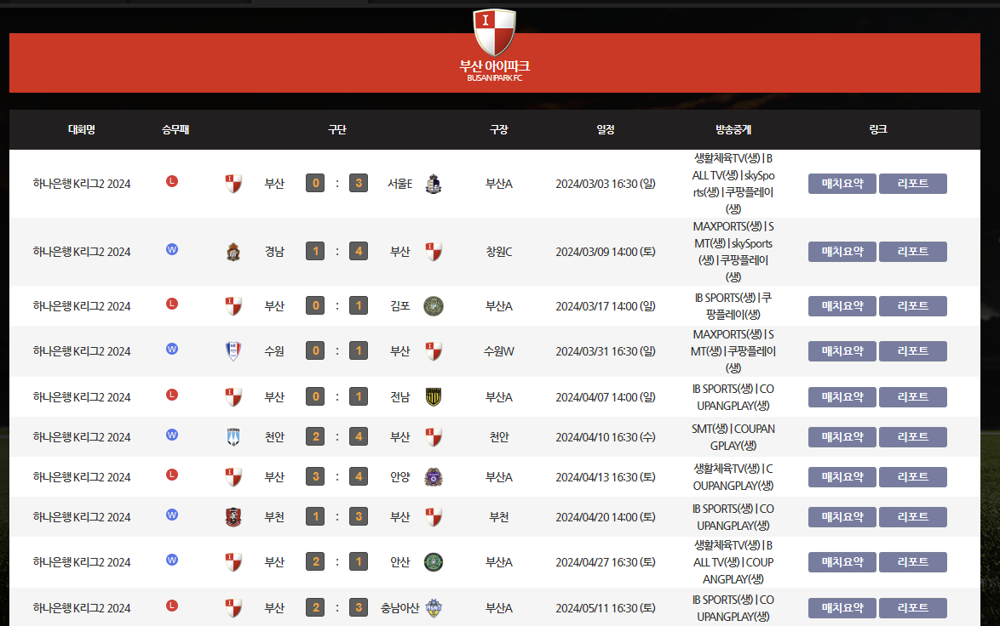 부산 아이파크
BUSAN IPARK FC
대회명 승무패 구단 구장 일정 방송중계 링크
하나은행 K리그2 2024 L 부산 0 : 3 서울E 부산A 2024/03/03 16:30 (일) 생활체육TV(생) | B
ALL TV(생) | skySpo
rts(생) | 쿠팡플레이
(생) 매치요약 리포트
하나은행 K리그2 2024 W 경남 1 : 4 부산 창원C 2024/03/09 14:00 (토) MAXPORTS(생) | S
MT(생) | skySports
(생) | 쿠팡플레이
(생) 매치요약 리포트
하나은행 K리그2 2024 L 부산 0 : 1 김포 부산A 2024/03/17 14:00 (일) IB SPORTS(생) | 쿠
팡플레이(생) 매치요약 리포트
하나은행 K리그2 2024 W 수원 0 : 1 부산 수원W 2024/03/31 16:30 (일) MAXPORTS(생) | S
MT(생) | 쿠팡플레이
(생) 매치요약 리포트
하나은행 K리그2 2024 L 부산 0 : 1 전남 부산A 2024/04/07 14:00 (일) IB SPORTS(생) | CO
UPANGPLAY(생) 매치요약 리포트
하나은행 K리그2 2024 W 천안 2 : 4 부산 천안 2024/04/10 16:30 (수) SMT(생) | COUPAN
GPLAY(생) 매치요약 리포트
하나은행 K리그2 2024 L 부산 3 : 4 안양 부산A 2024/04/13 16:30 (토) 생활체육TV(생) | C
OUPANGPLAY(생) 매치요약 리포트
하나은행 K리그2 2024 W 부천 1 : 3 부산 부천 2024/04/20 14:00 (토) IB SPORTS(생) | CO
UPANGPLAY(생) 매치요약 리포트
하나은행 K리그2 2024 W 부산 2 : 1 안산 부산A 2024/04/27 16:30 (토) 생활체육TV(생) | B
ALL TV(생) | COUP
ANGPLAY(생) 매치요약 리포트
하나은행 K리그2 2024 L 부산 2 : 3 충남아산 부산A 2024/05/11 16:30 (토) IB SPORTS(생) | CO
UPANGPLAY(생) 매치요약 리포트